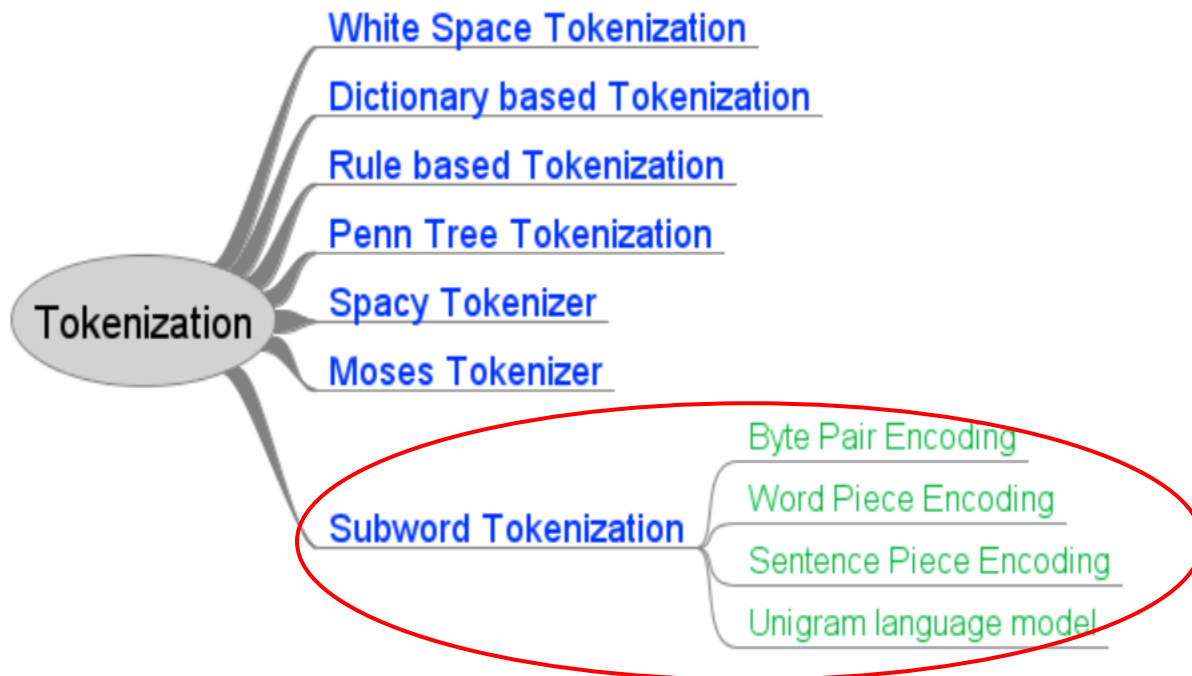 White Space Tokenization
Dictionary based Tokenization
Rule based Tokenization
Penn Tree Tokenization
Spacy Tokenizer
Tokenization
Moses Tokenizer
Byte Pair Encoding
Word Piece Encoding
Subword Tokenization
Sentence Piece Encoding
Unigram language model